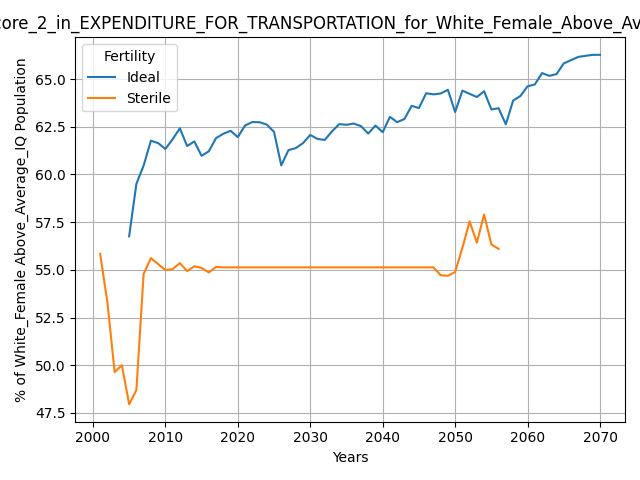 core_2_in_EXPENDITURE_FOR_TRANSPORTATION_for_White_Female_Above_Av
Fertility
Ideal
Sterile
% of White_Female Above_Average_IQ Population
65.0
62.5
60.0
57.5
55.0
52.5
50.0
47.5
2000 2010 2020 2030 2040 2050 2060 2070
Years